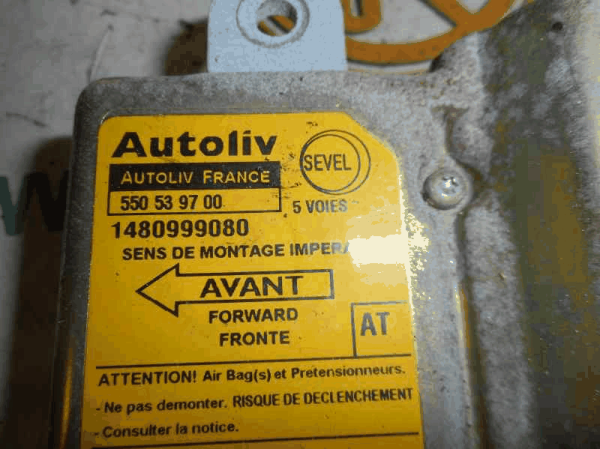 Autoliv
SEVEL
AUTOLIV FRANCE
550 53 97 00
5 VOIES
1480999080
SENS DE MONTAGE
AVANT
FORWARD
FRONTE
AT
ATTENTION! Air Bag(s) et Pretensionneurs.
- Ne pas demonter. RISQUE DE DECLENCHEMENT
- Consulter la notice.